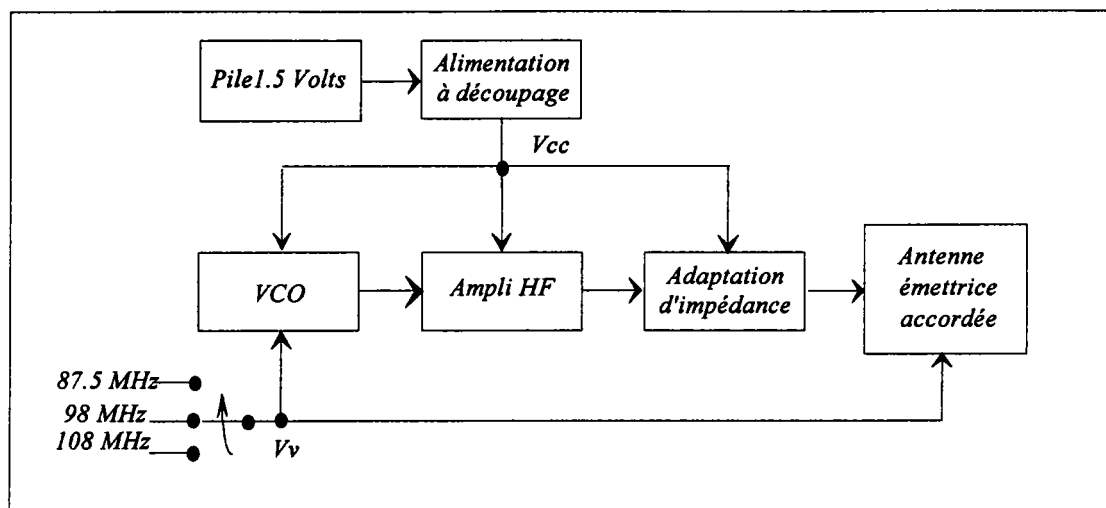 Pile1.5 Volts
Alimentation
à découpage
Vcc
VCO
Ampli HF
Adaptation
d'impédance
Antenne
émettrice
accordée
87.5 MHz
98 MHz
108 MHz
Vv